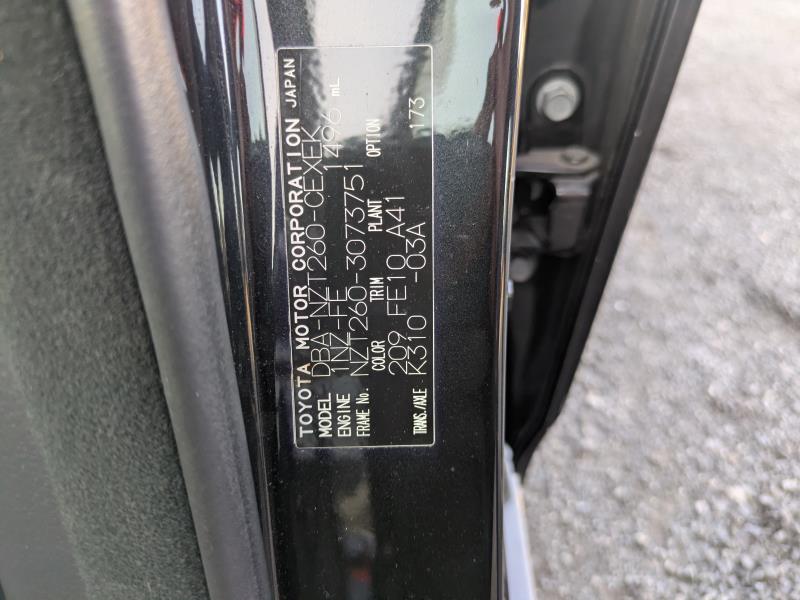 TOYOTA MOTOR CORPORATION JAPAN
MODEL DBA-NZT260-CEXEK
ENGINE 1NZ-FE 1496 mL
FRAME No. NZT260-3073751
COLOR TRIM PLANT OPTION
209 FE10 A41 173
TRANS./AXLE K310 -03A